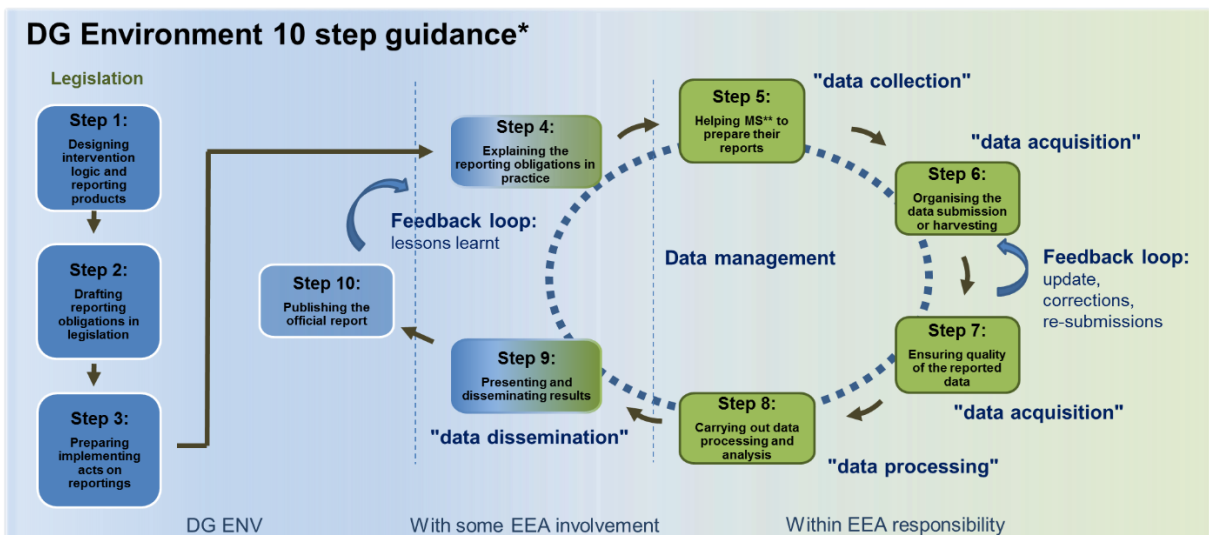 DG Environment 10 step guidance*
Legislation
Step 1:
Designing
intervention
logic and
reporting
products
Step 2:
Drafting
reporting
obligations in
legislation
Step 3:
Preparing
implementing
acts on
reportings
Step 4:
Explaining the
reporting obligations in
practice
Step 5:
Helping MS** to
prepare their
reports
"data collection"
"data acquisition"
Step 6:
Organising the
data submission
or harvesting
Feedback loop:
update,
corrections,
re-submissions
Step 7:
Ensuring quality
of the reported
data
"data acquisition"
Step 8:
Carrying out data
processing and
analysis
"data processing"
Step 9:
Presenting and
disseminating results
"data dissemination"
Step 10:
Publishing the
official report
Feedback loop:
lessons learnt
Data management
DG ENV
With some EEA involvement
Within EEA responsibility